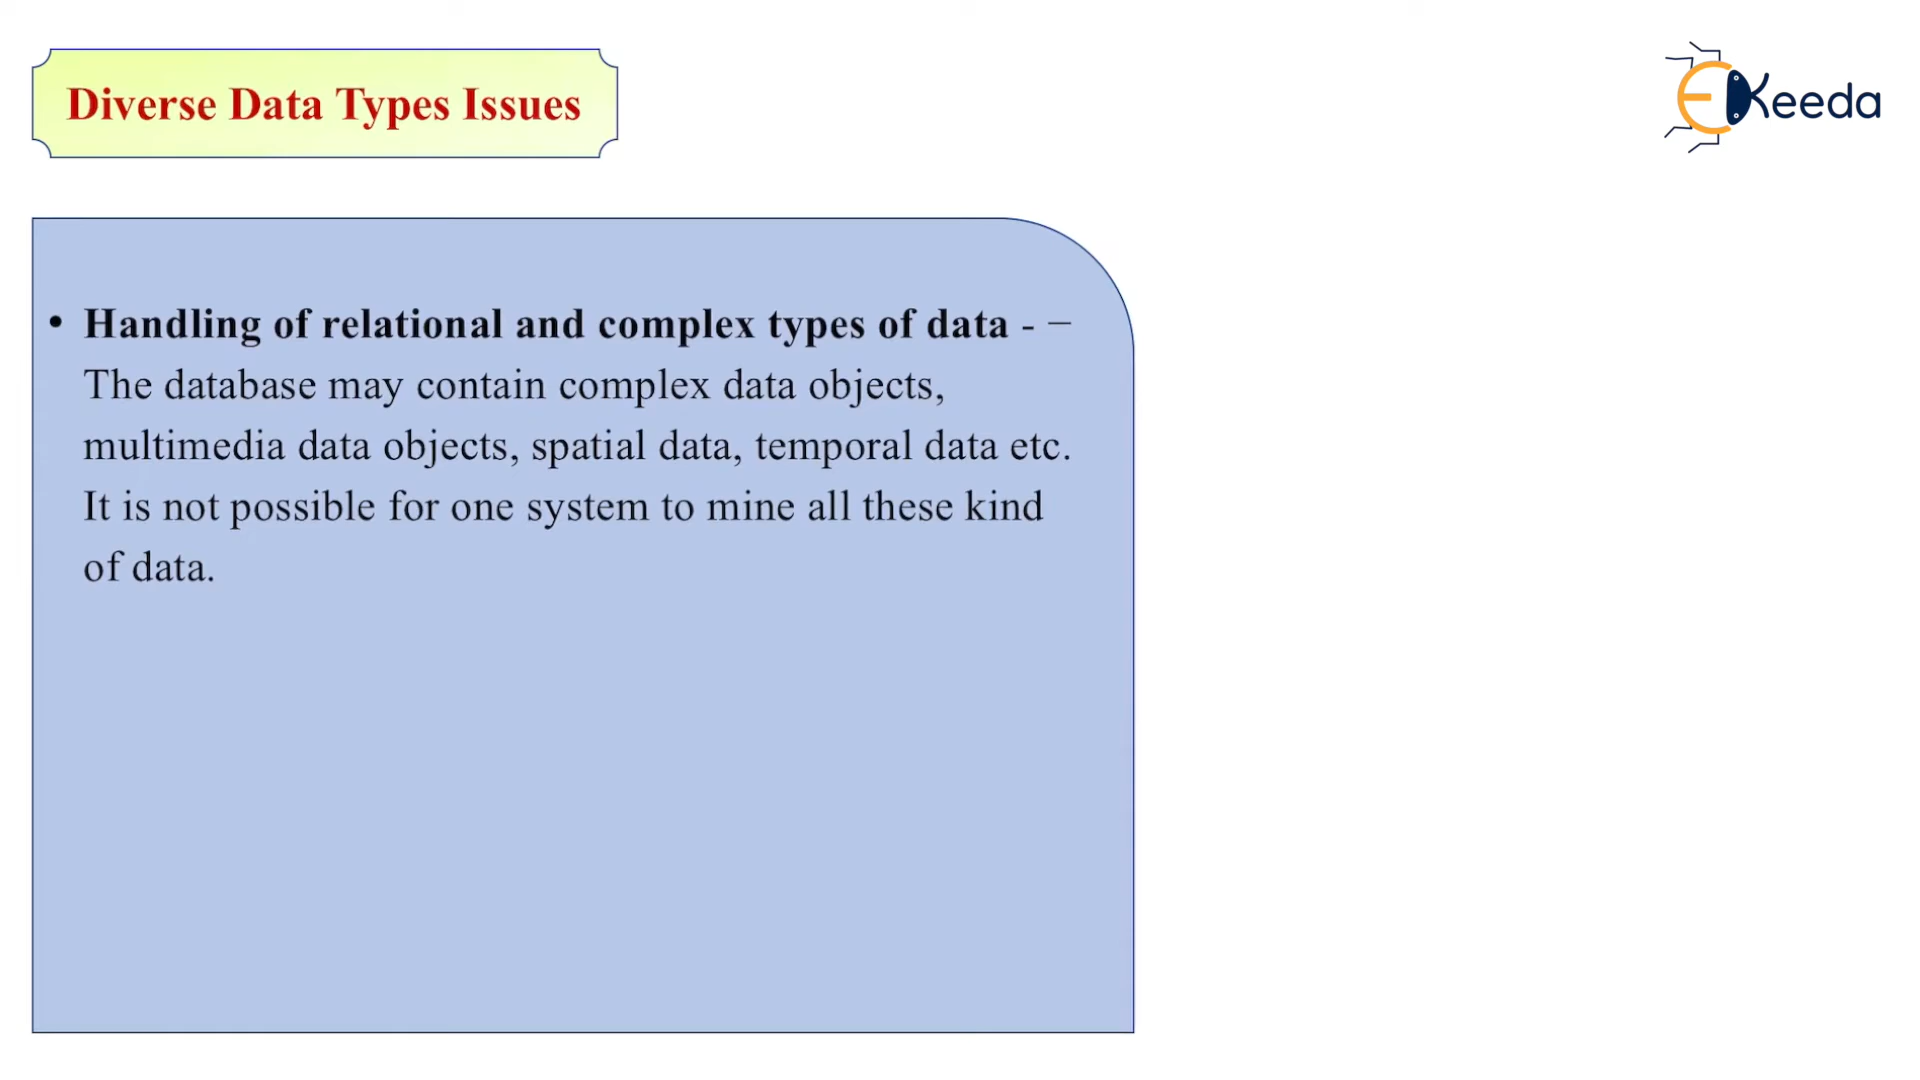 Diverse Data Types Issues
EKeeda
• Handling of relational and complex types of data - −
The database may contain complex data objects,
multimedia data objects, spatial data, temporal data etc.
It is not possible for one system to mine all these kind
of data.